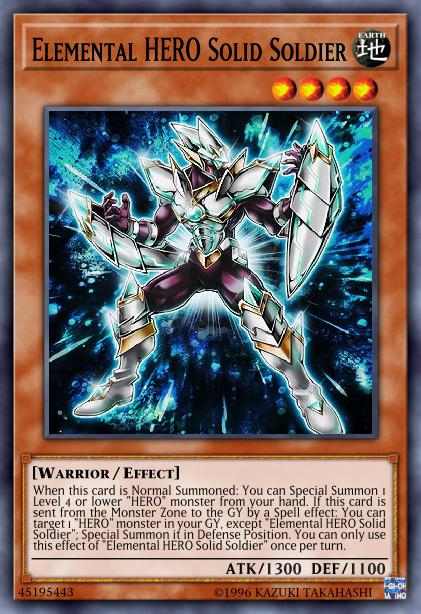 Elemental HERO Solid Soldier
EARTH
地
[Warrior / Effect]
When this card is Normal Summoned: You can Special Summon 1
Level 4 or lower "HERO" monster from your hand. If this card is
sent from the Monster Zone to the GY by a Spell effect: You can
target 1 "HERO" monster in your GY, except "Elemental HERO Solid
Soldier"; Special Summon it in Defense Position. You can only use
this effect of "Elemental HERO Solid Soldier" once per turn.
ATK/1300 DEF/1100
45195443
©1996 KAZUKI TAKAHASHI